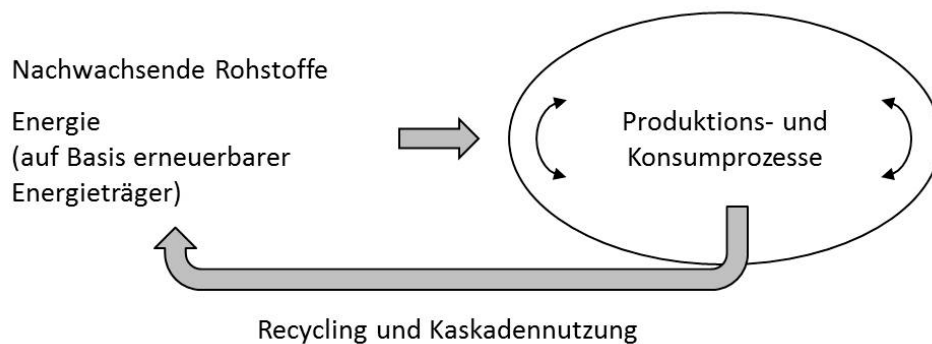 Nachwachsende Rohstoffe
Energie
(auf Basis erneuerbarer
Energieträger)
Produktions- und
Konsumprozesse
Recycling und Kaskadennutzung